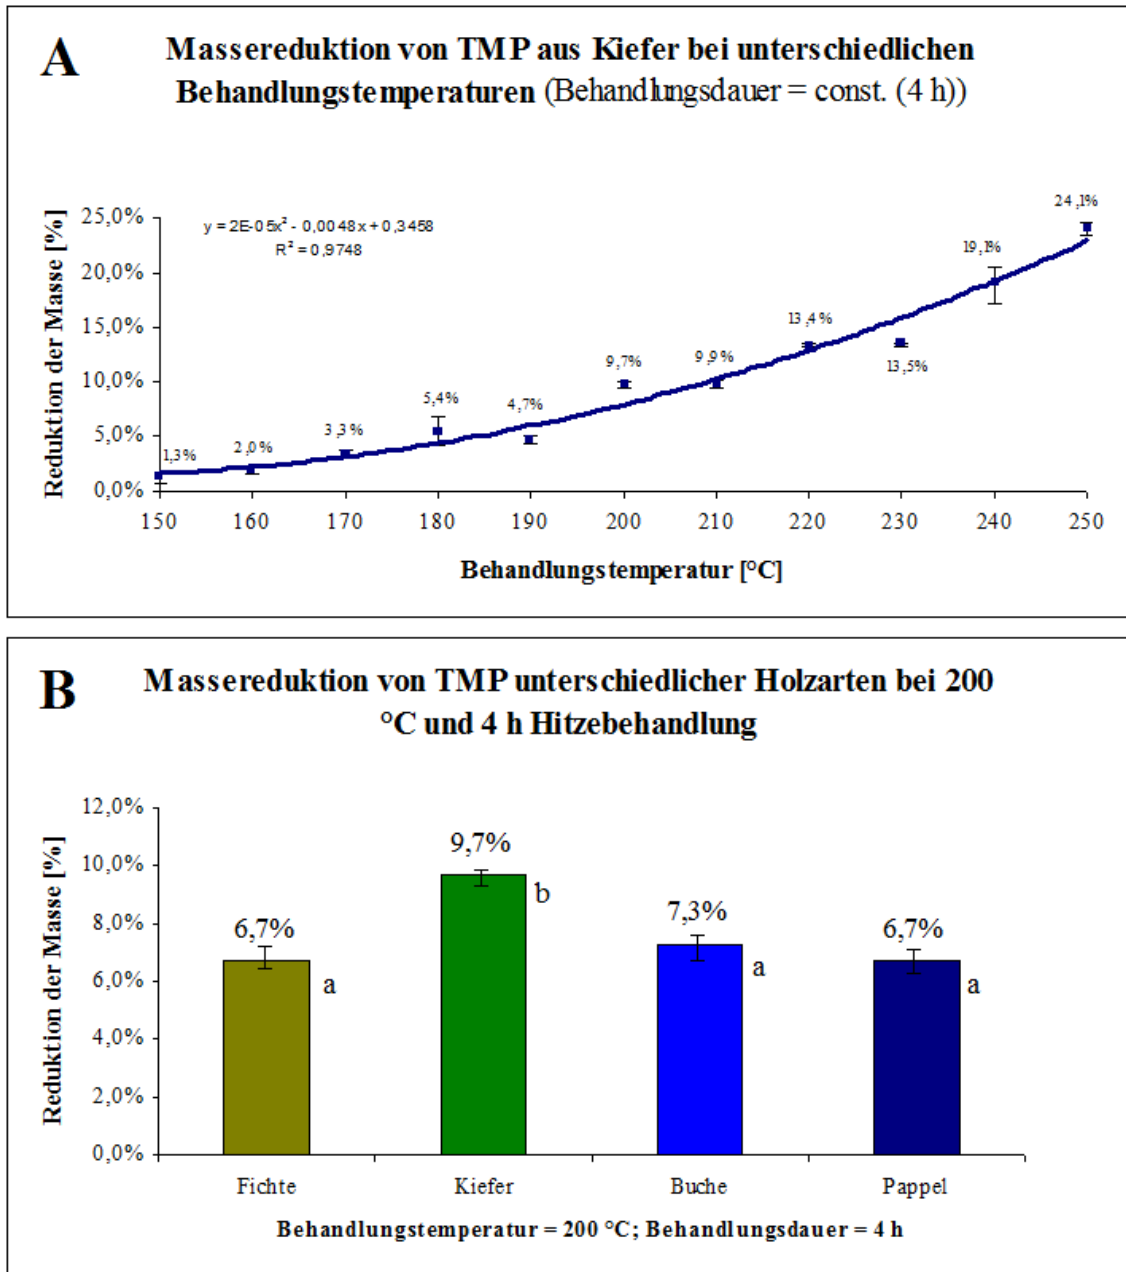 A
Massereduktion von TMP aus Kiefer bei unterschiedlichen
Behandlungstemperaturen (Behandlungsdauer = const. (4 h))
Reduktion der Masse [%]
25,0%
20,0%
15,0%
10,0%
5,0%
0,0%
y = 2E-05x² - 0,0048x + 0,3458
R² = 0,9748
1,3%
2,0%
3,3%
5,4%
4,7%
9,7%
9,9%
13,4%
13,5%
19,1%
24,1%
150 160 170 180 190 200 210 220 230 240 250
Behandlungstemperatur [°C]
B
Massereduktion von TMP unterschiedlicher Holzarten bei 200
°C und 4 h Hitzebehandlung
Reduktion der Masse [%]
12,0%
10,0%
8,0%
6,0%
4,0%
2,0%
0,0%
6,7%
a
9,7%
b
7,3%
a
6,7%
a
Fichte Kiefer Buche Pappel
Behandlungstemperatur = 200 °C; Behandlungsdauer = 4 h